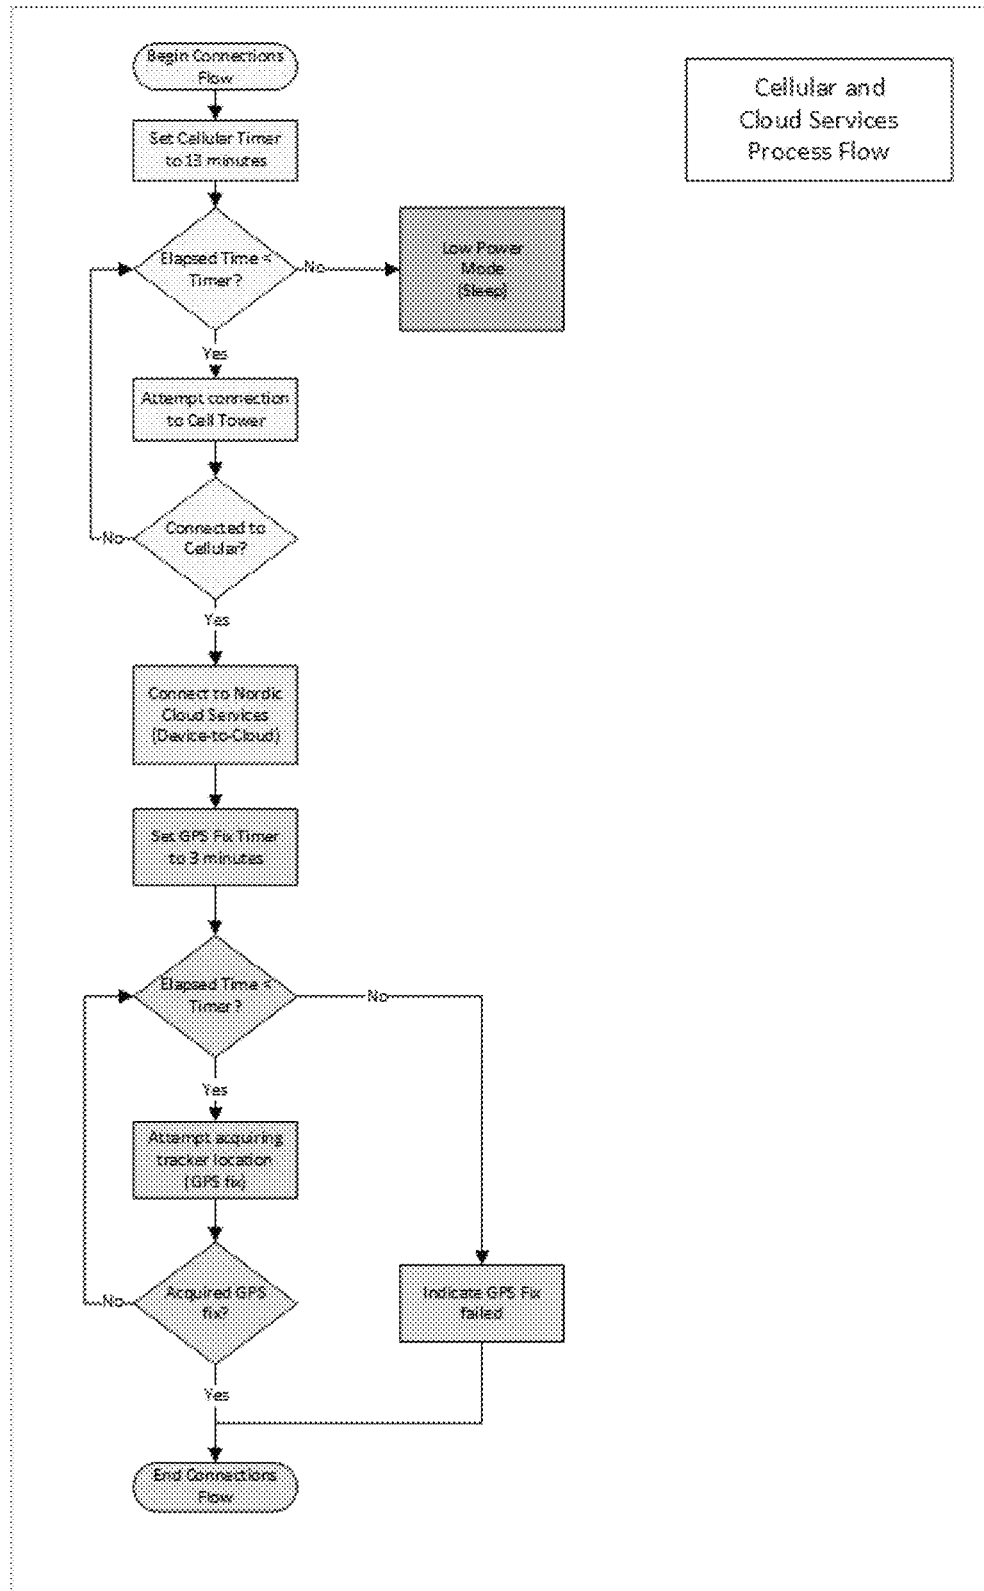 Begin Connections
Flow
Cellular and
Cloud Services
Process Flow
Set Cellular Timer
to 13 minutes
Elapsed Time <
Timer?
No
Low Power
Mode
(Sleep)
Yes
Attempt connection
to Cell Tower
Connected to
Cellular?
No
Yes
Connect to Nordic
Cloud Services
(Device-to-Cloud)
Set GPS Fix Timer
to 3 minutes
Elapsed Time <
Timer?
No
Yes
Attempt acquiring
tracker location
(GPS fix)
Acquired GPS
fix?
No
Indicate GPS Fix
failed
Yes
End Connections
Flow